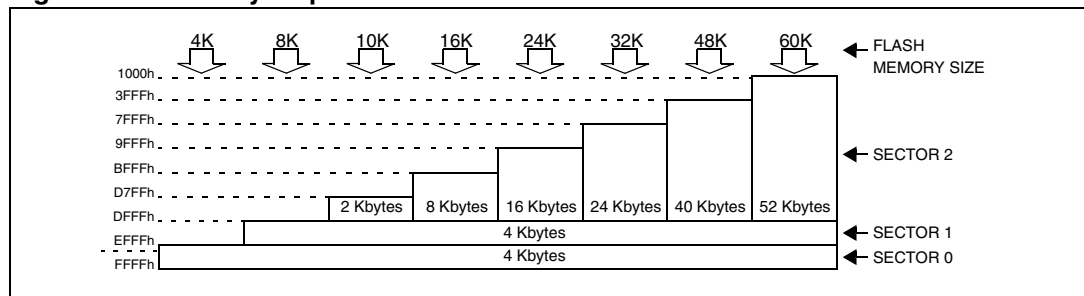 4K 8K 10K 16K 24K 32K 48K 60K FLASH
MEMORY SIZE
1000h
3FFFh
7FFFh
9FFFh
BFFFh
D7FFh
DFFFh
EFFFh
FFFFh
2 Kbytes 8 Kbytes 16 Kbytes 24 Kbytes 40 Kbytes 52 Kbytes
4 Kbytes
4 Kbytes
SECTOR 2
SECTOR 1
SECTOR 0